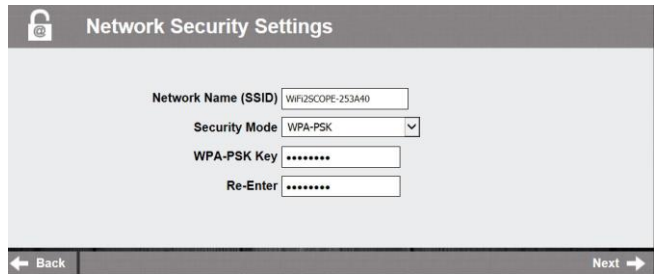 @
Network Security Settings
Network Name (SSID) WiFi2SCOPE-253A40
Security Mode WPA-PSK
WPA-PSK Key ••••••••
Re-Enter ••••••••
Back Next